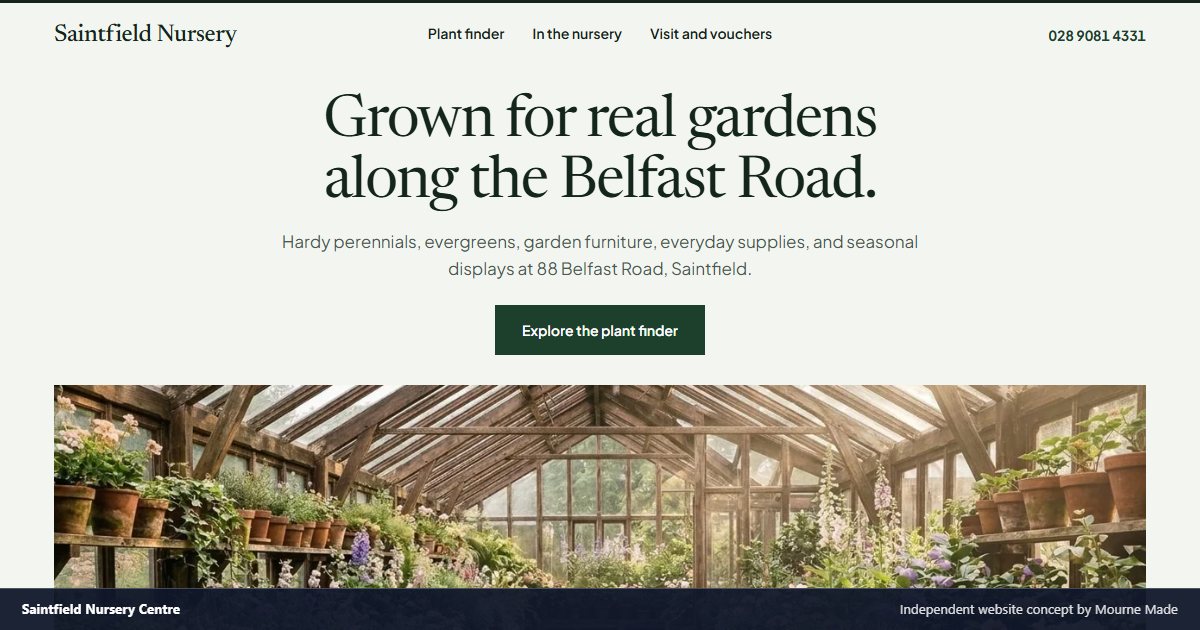 Saintfield Nursery
Plant finder
In the nursery
Visit and vouchers
028 9081 4331
Grown for real gardens
along the Belfast Road.
Hardy perennials, evergreens, garden furniture, everyday supplies, and seasonal
displays at 88 Belfast Road, Saintfield.
Explore the plant finder
Saintfield Nursery Centre
Independent website concept by Mourne Made